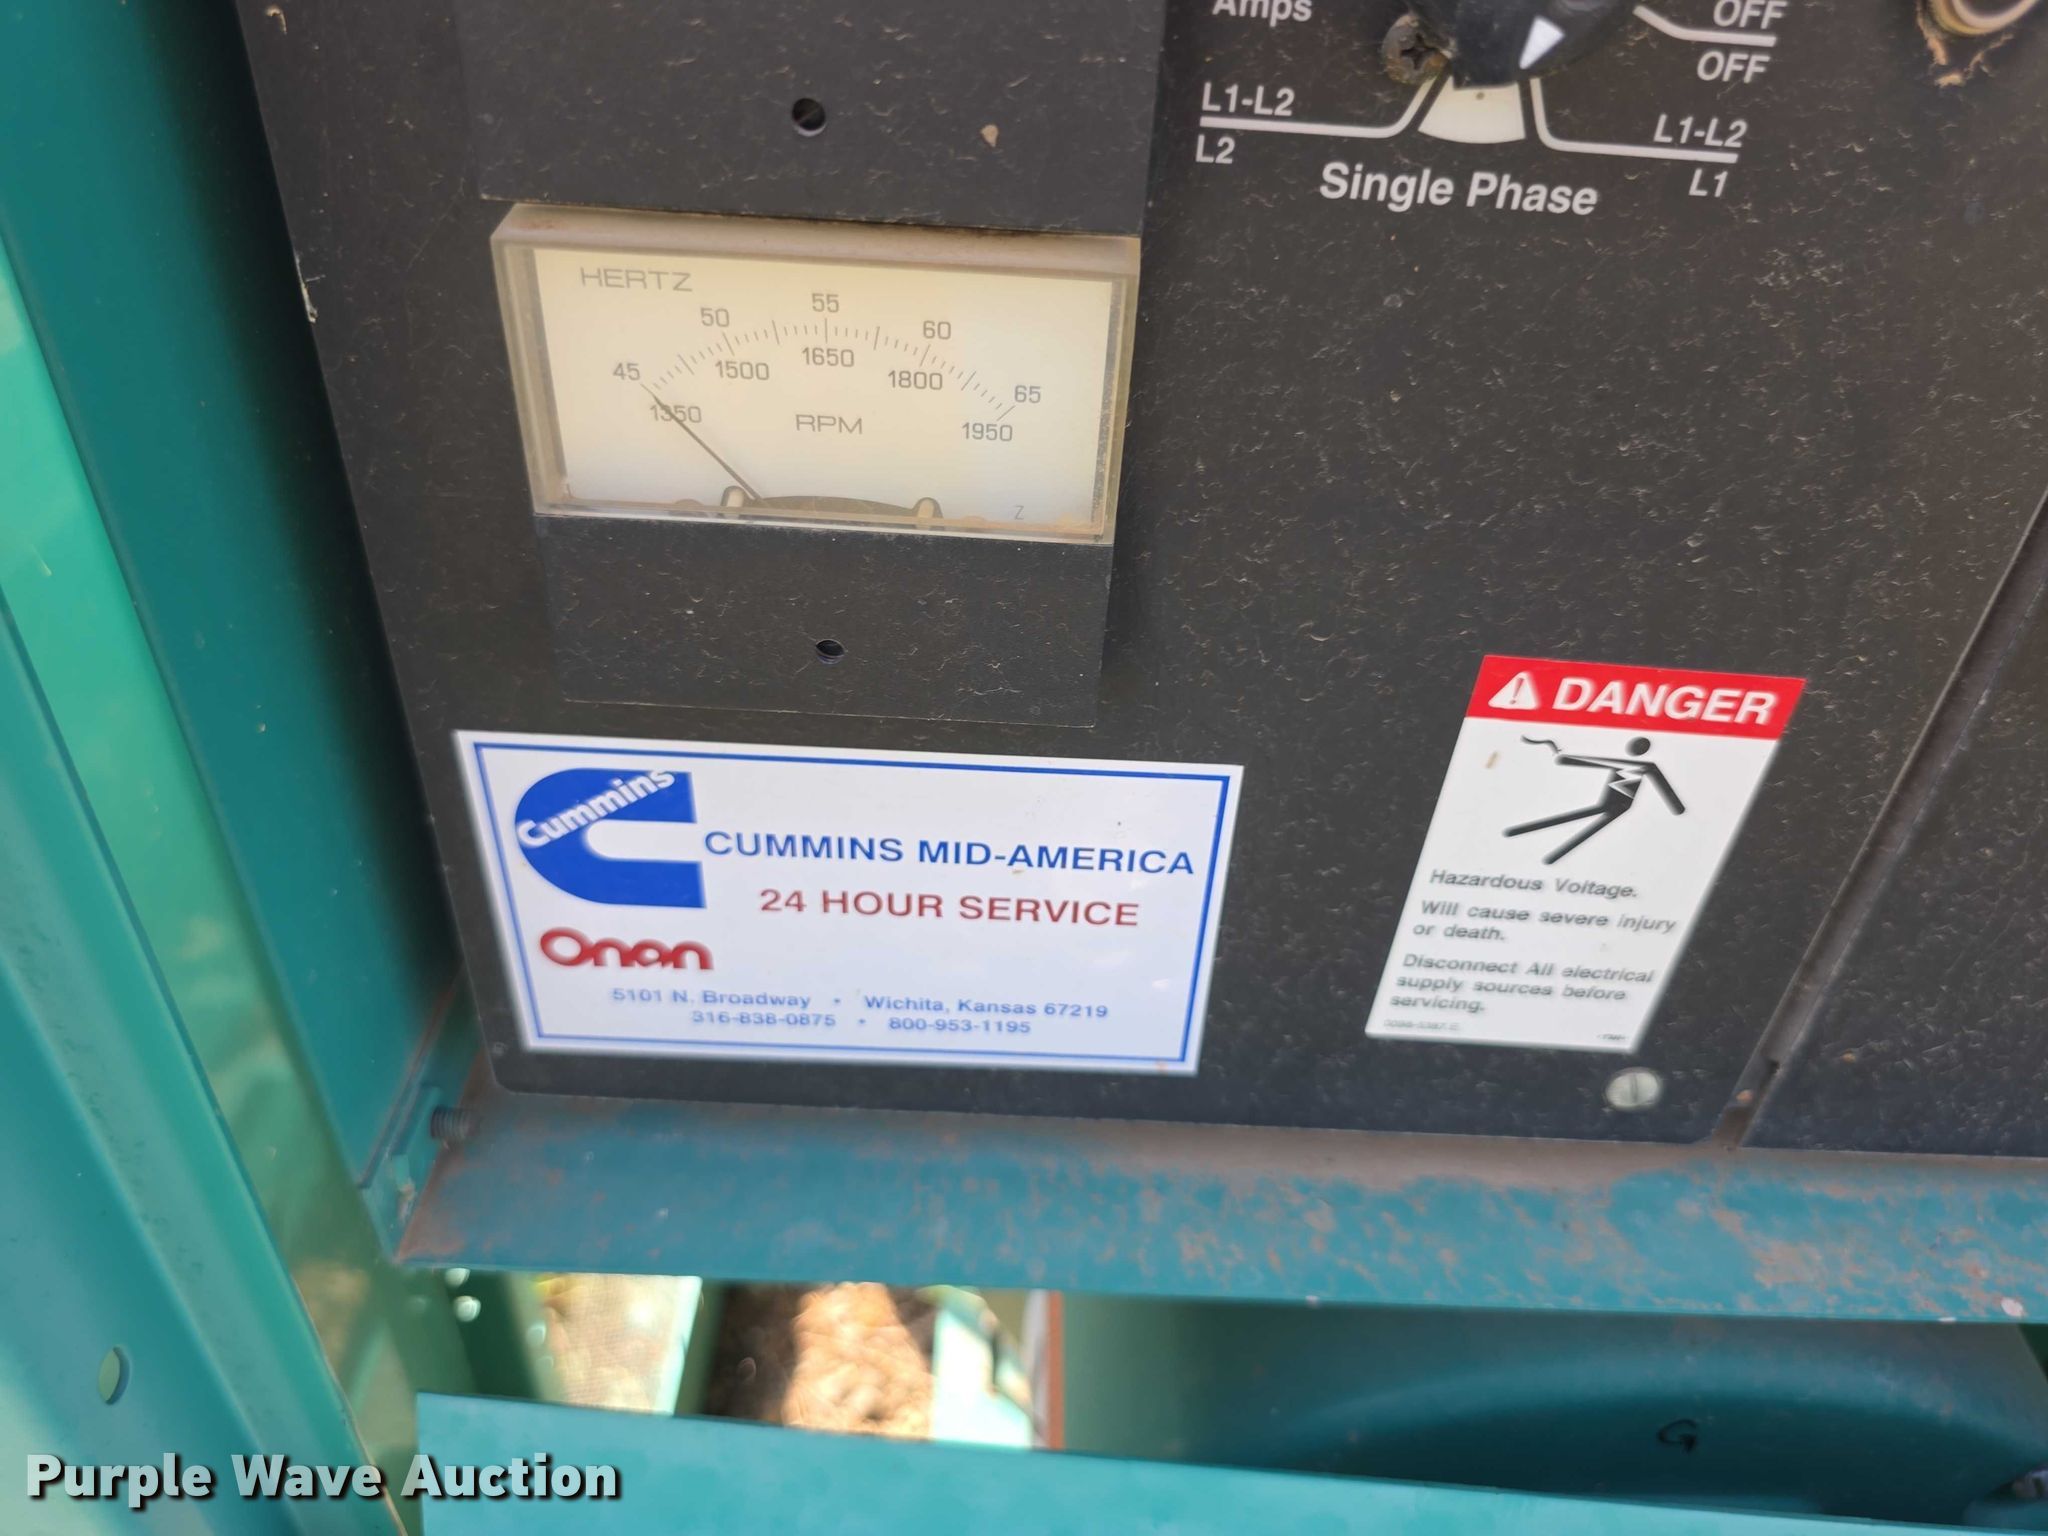 Amps
OFF
OFF
L1-L2
L2
L1-L2
L1
Single Phase
HERTZ
45 50 55 60 65
1350 1500 1650 1800 1950
RPM
Z
DANGER
Hazardous Voltage.
Will cause severe injury
or death.
Disconnect All electrical
supply sources before
servicing.
Cummins
CUMMINS MID-AMERICA
24 HOUR SERVICE
Onan
5101 N. Broadway • Wichita, Kansas 67219
316-838-0875 • 800-953-1195
G
Purple Wave Auction